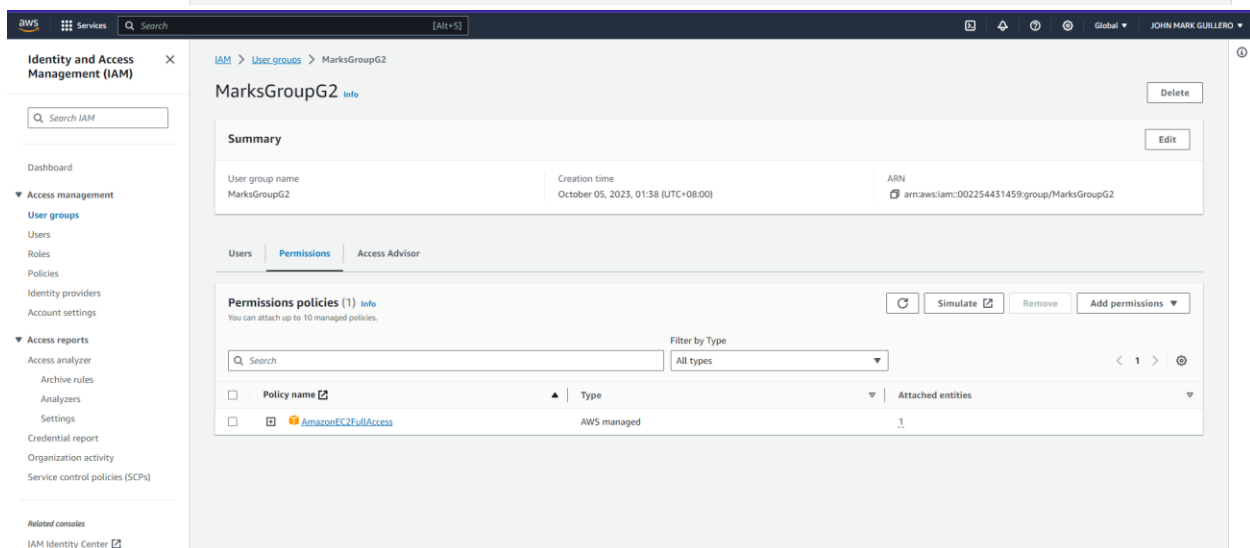 aws Services Search [Alt+S] Global JOHN MARK GUILLERO
Identity and Access Management (IAM)
Search IAM
Dashboard
Access management
User groups
Users
Roles
Policies
Identity providers
Account settings
Access reports
Access analyzer
Archive rules
Analyzers
Settings
Credential report
Organization activity
Service control policies (SCPs)
Related consoles
IAM Identity Center
IAM > User groups > MarksGroupG2
MarksGroupG2 Info
Delete
Summary
Edit
User group name
MarksGroupG2
Creation time
October 05, 2023, 01:38 (UTC+08:00)
ARN
arn:aws:iam::002254431459:group/MarksGroupG2
Users Permissions Access Advisor
Permissions policies (1) Info
You can attach up to 10 managed policies.
Simulate Remove Add permissions
Filter by Type
Search All types < 1 >
Policy name Type Attached entities
AmazonEC2FullAccess AWS managed 1